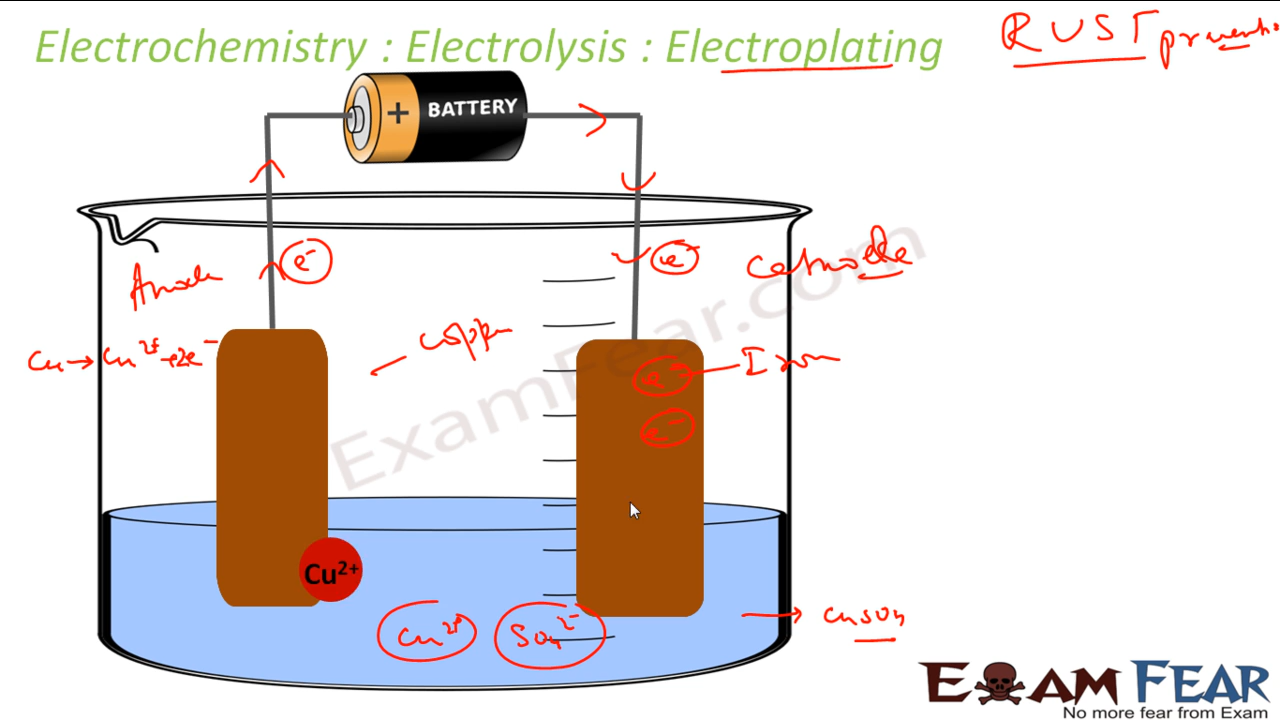 Electrochemistry : Electrolysis : Electroplating
RUST preventio
+ BATTERY
e⁻
e⁻
Anode
Cathode
Copper
Cu → Cu²⁺ + 2e⁻
e⁻
Iron
e⁻
Cu²⁺
Cu²⁺
SO₄²⁻
CuSO₄
ExamFear.com
EXAM FEAR
No more fear from Exam